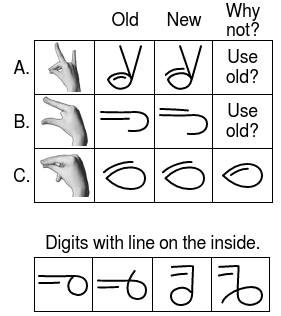 Old New Why not?
A. Use old?
B. Use old?
C.
Digits with line on the inside.